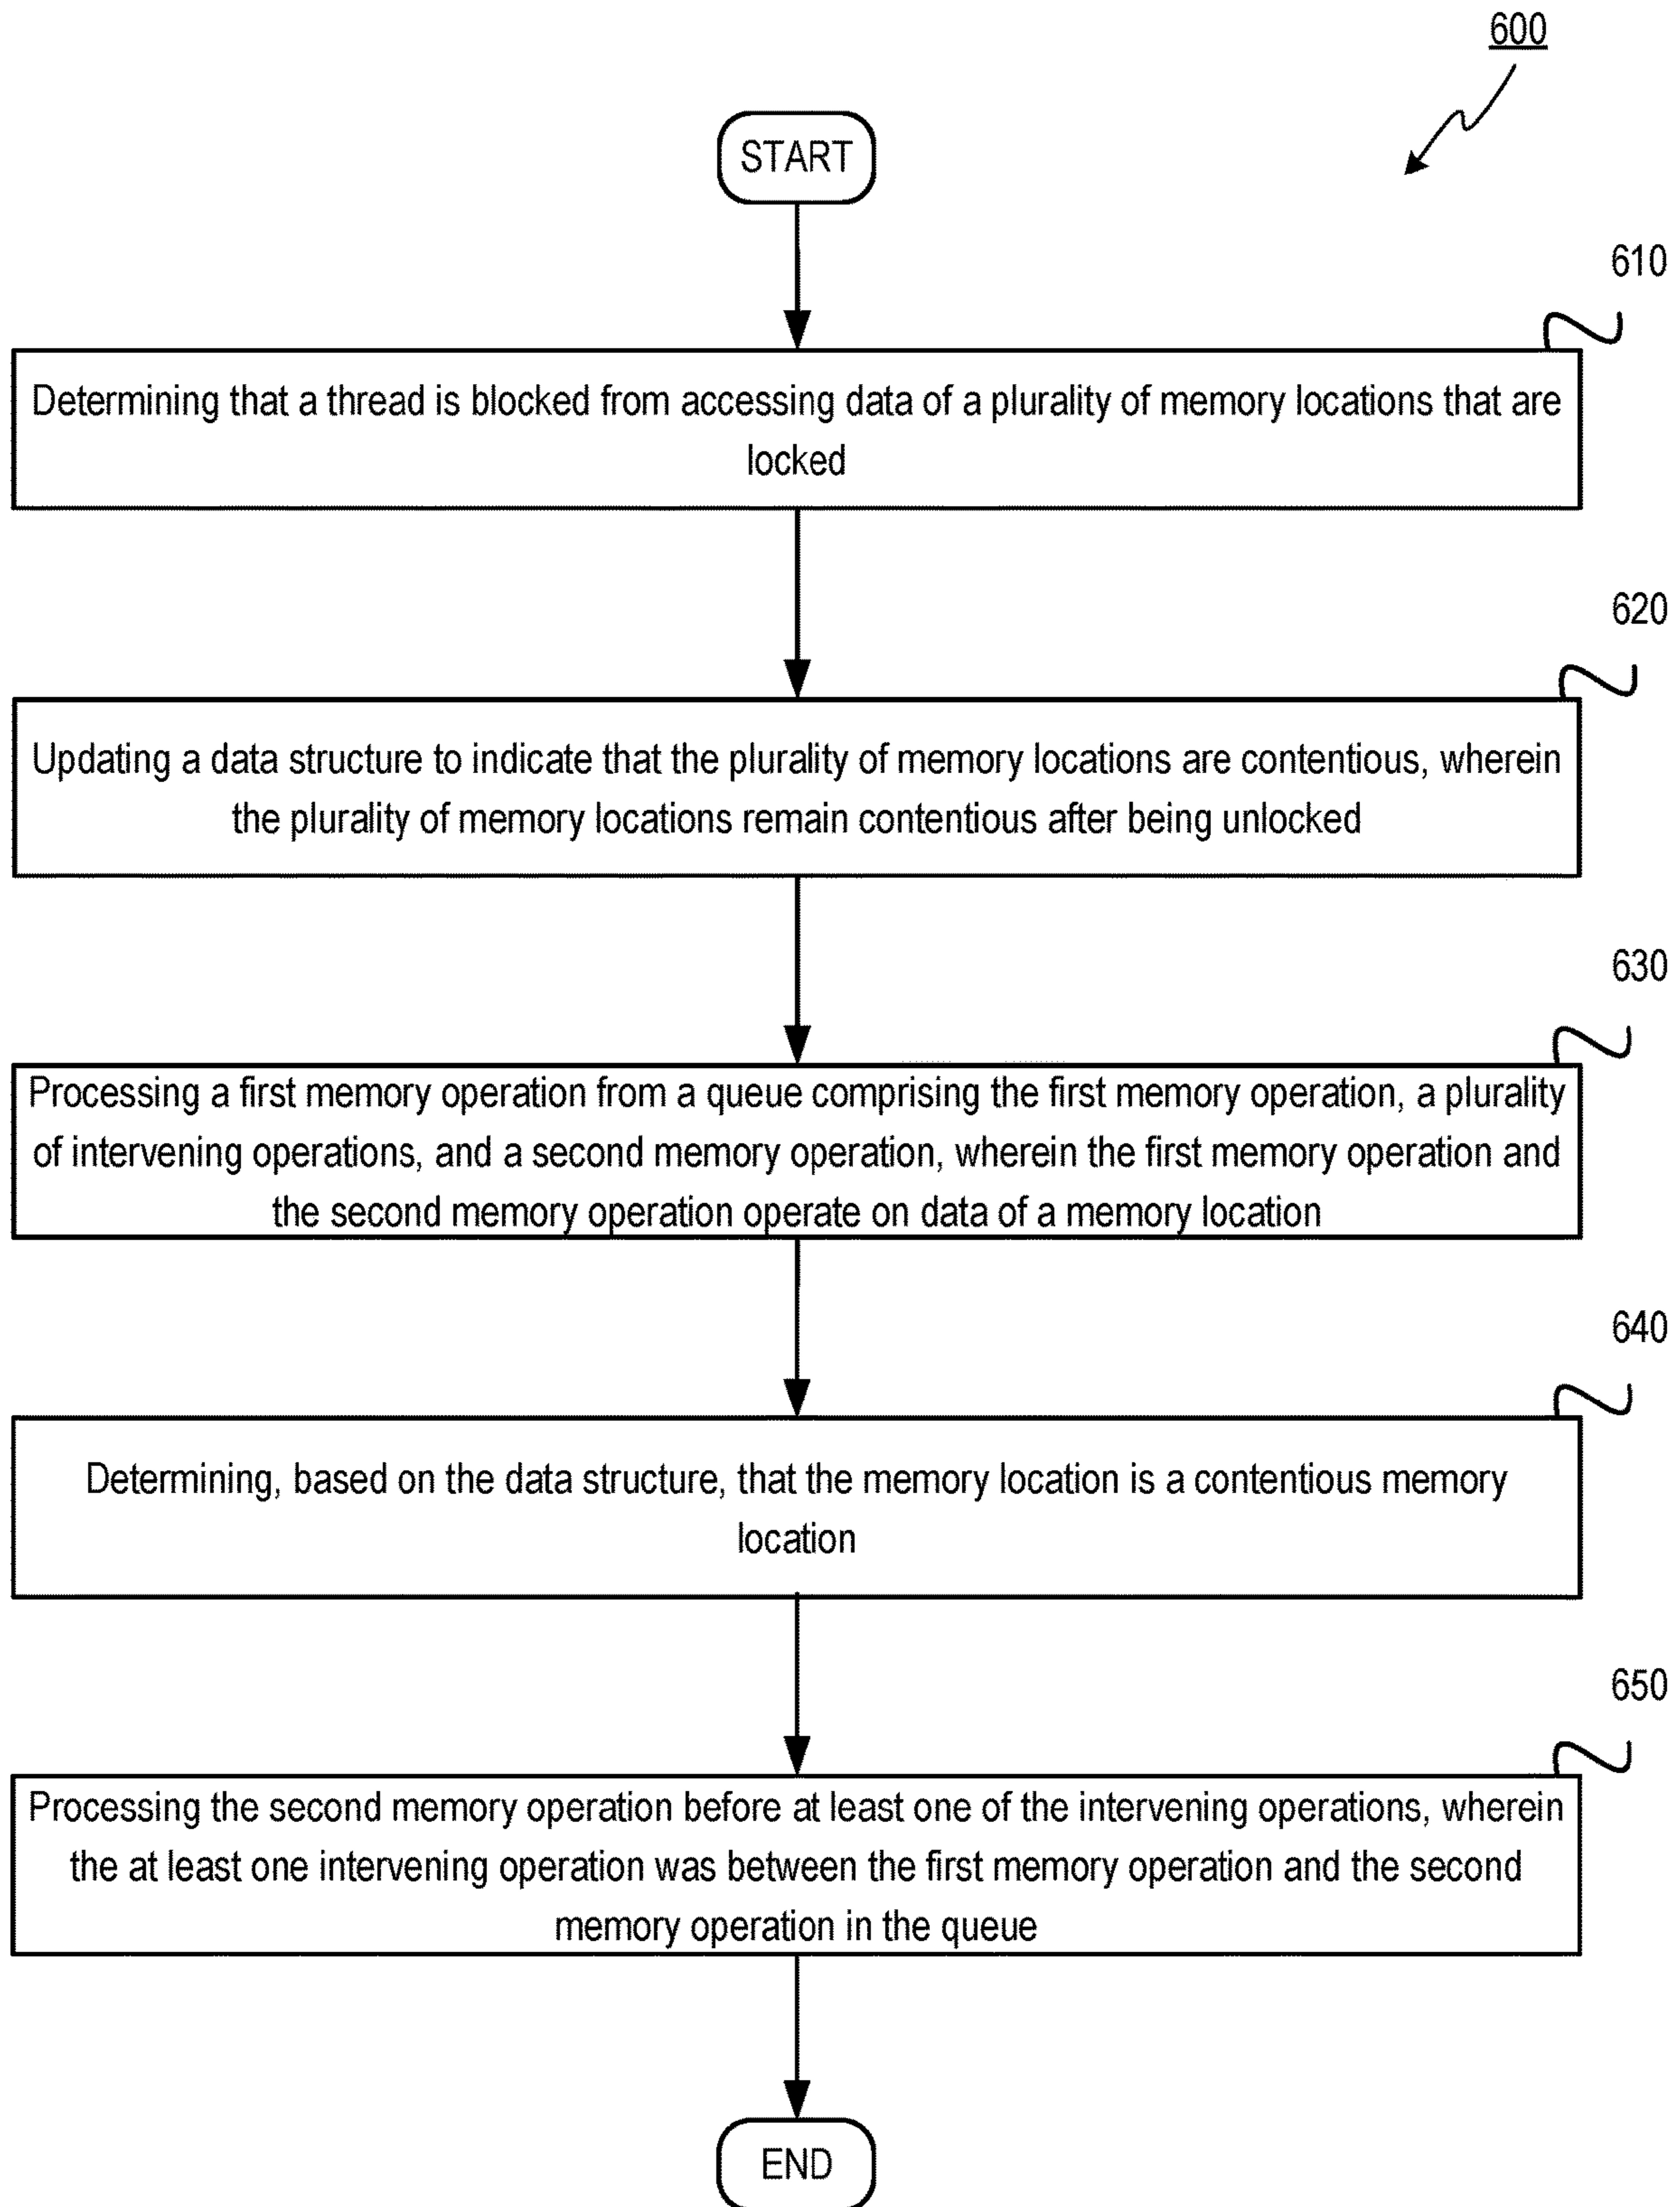 600
START
610
Determining that a thread is blocked from accessing data of a plurality of memory locations that are
locked
620
Updating a data structure to indicate that the plurality of memory locations are contentious, wherein
the plurality of memory locations remain contentious after being unlocked
630
Processing a first memory operation from a queue comprising the first memory operation, a plurality
of intervening operations, and a second memory operation, wherein the first memory operation and
the second memory operation operate on data of a memory location
640
Determining, based on the data structure, that the memory location is a contentious memory
location
650
Processing the second memory operation before at least one of the intervening operations, wherein
the at least one intervening operation was between the first memory operation and the second
memory operation in the queue
END